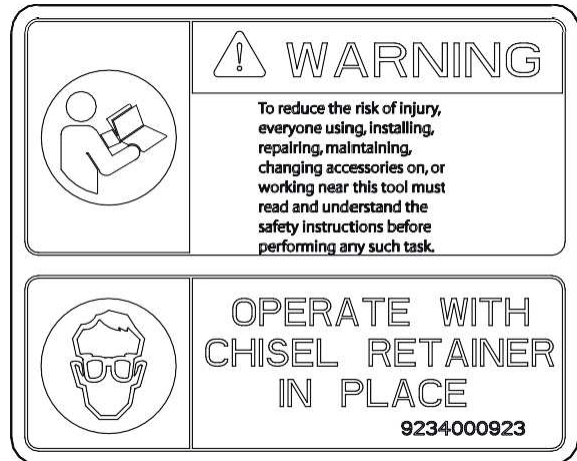 WARNING
To reduce the risk of injury,
everyone using, installing,
repairing, maintaining,
changing accessories on, or
working near this tool must
read and understand the
safety instructions before
performing any such task.
OPERATE WITH
CHISEL RETAINER
IN PLACE
9234000923